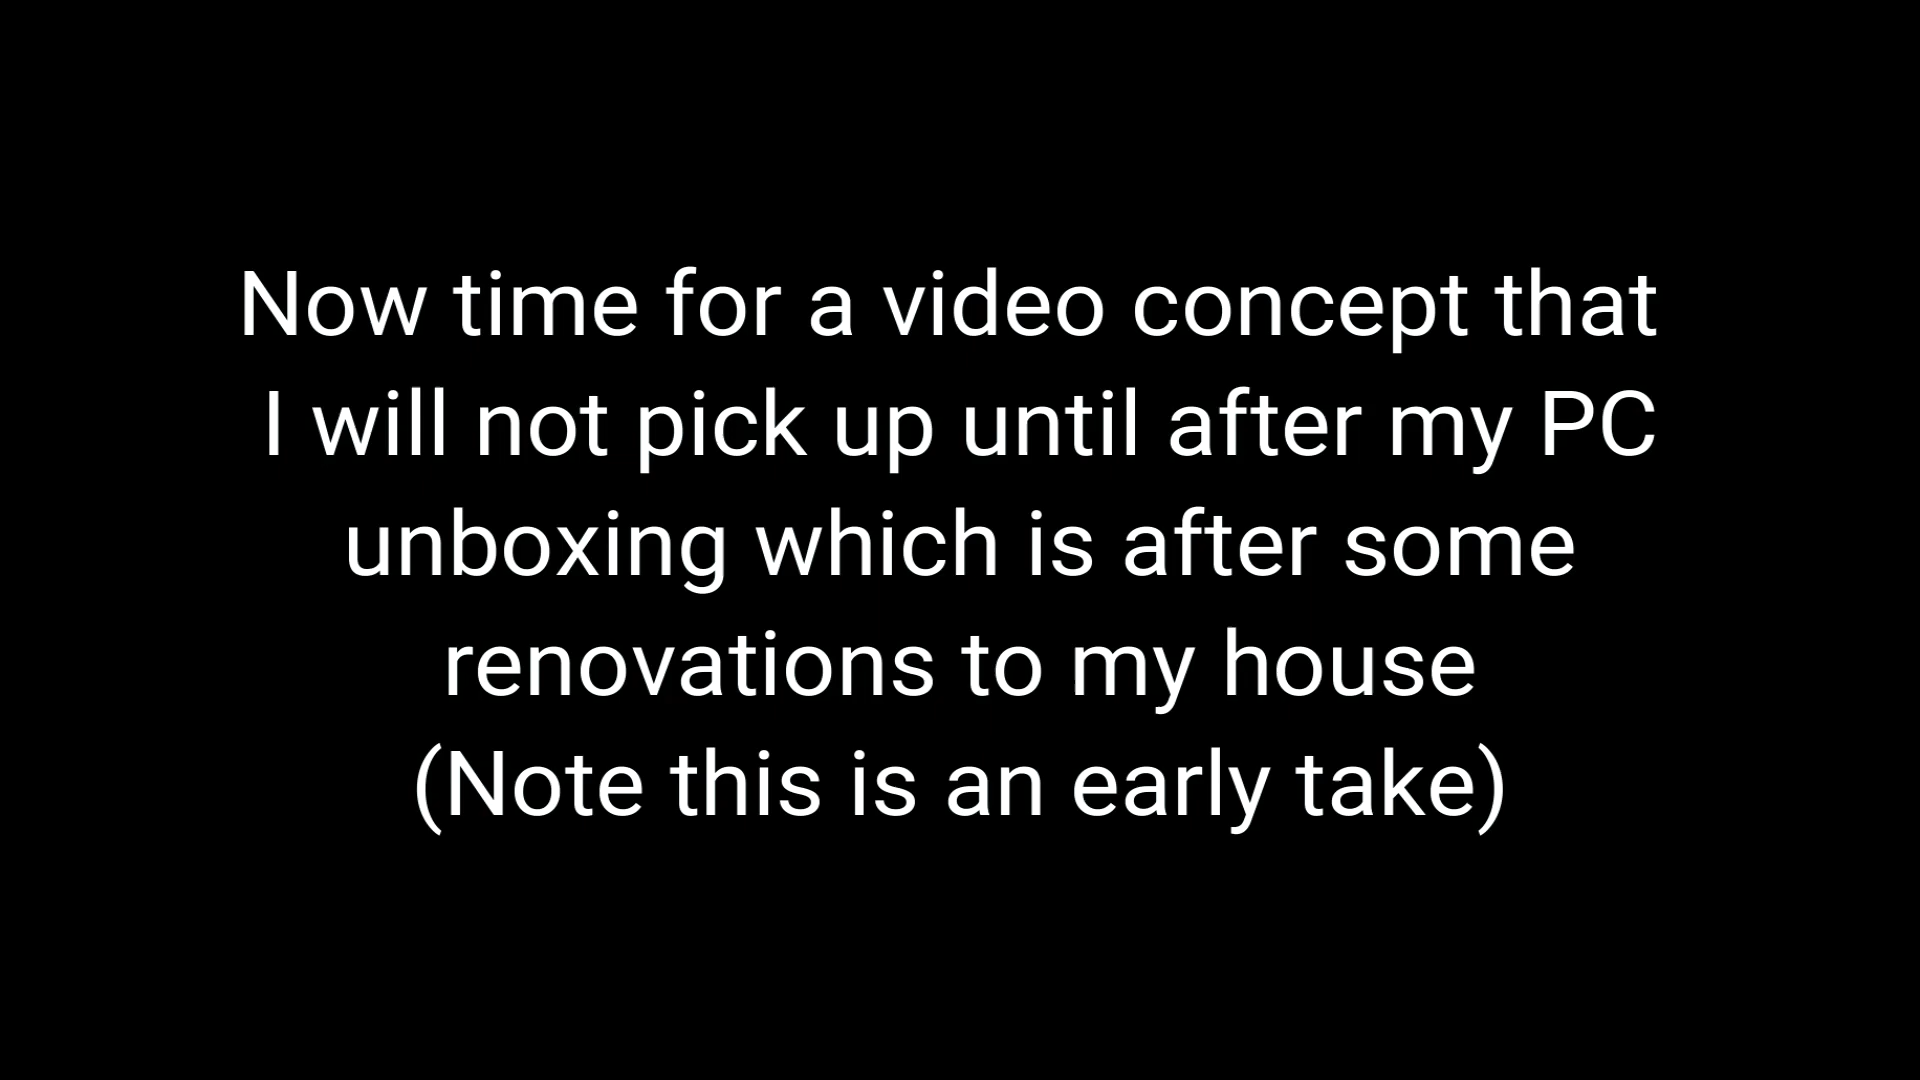 Now time for a video concept that
I will not pick up until after my PC
unboxing which is after some
renovations to my house
(Note this is an early take)